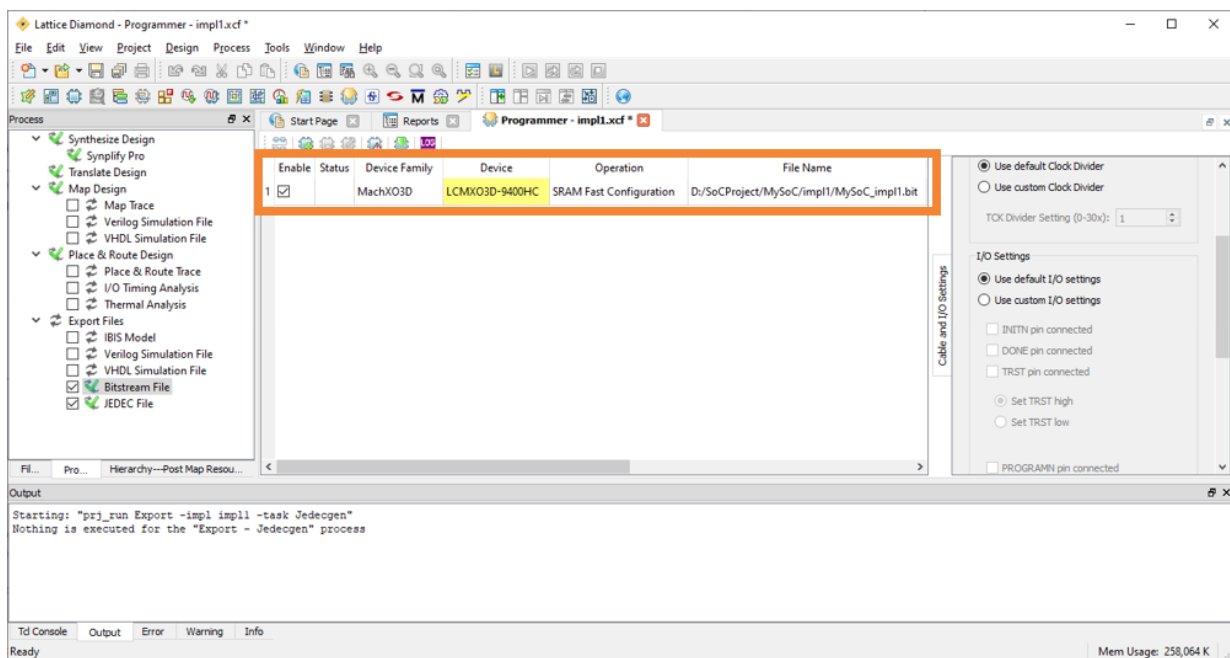 Lattice Diamond - Programmer - impl1.xcf *
File Edit View Project Design Process Tools Window Help
Process
Start Page
Reports
Programmer - impl1.xcf *
LOG
Synthesize Design
Synplify Pro
Translate Design
Map Design
Map Trace
Verilog Simulation File
VHDL Simulation File
Place & Route Design
Place & Route Trace
I/O Timing Analysis
Thermal Analysis
Export Files
IBIS Model
Verilog Simulation File
VHDL Simulation File
Bitstream File
JEDEC File
Fil... Pro... Hierarchy---Post Map Resou...
Enable Status Device Family Device Operation File Name
1 MachXO3D LCMXO3D-9400HC SRAM Fast Configuration D:/SoCProject/MySoC/impl1/MySoC_impl1.bit
Cable and I/O Settings
Use default Clock Divider
Use custom Clock Divider
TCK Divider Setting (0-30x): 1
I/O Settings
Use default I/O settings
Use custom I/O settings
INITN pin connected
DONE pin connected
TRST pin connected
Set TRST high
Set TRST low
PROGRAMN pin connected
Output
Starting: "prj_run Export -impl impl1 -task Jedecgen"
Nothing is executed for the "Export - Jedecgen" process
Tcl Console Output Error Warning Info
Ready
Mem Usage: 258,064 K